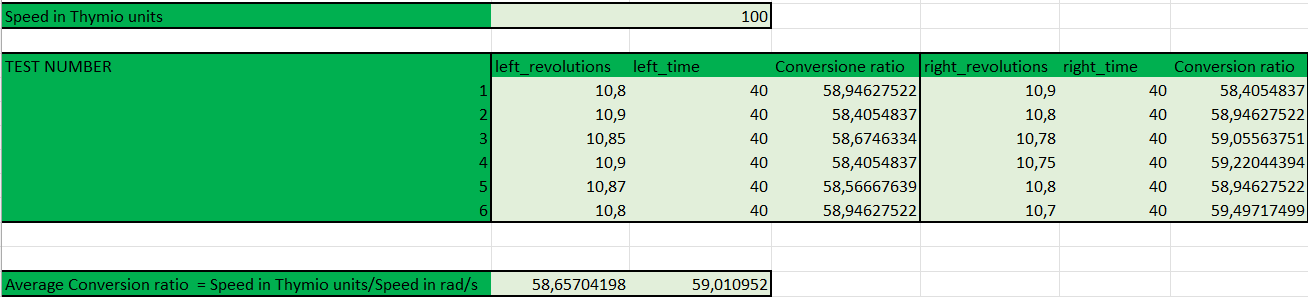 Speed in Thymio units 100
TEST NUMBER left_revolutions left_time Conversione ratio right_revolutions right_time Conversion ratio
1 10,8 40 58,94627522 10,9 40 58,4054837
2 10,9 40 58,4054837 10,8 40 58,94627522
3 10,85 40 58,6746334 10,78 40 59,05563751
4 10,9 40 58,4054837 10,75 40 59,22044394
5 10,87 40 58,56667639 10,8 40 58,94627522
6 10,8 40 58,94627522 10,7 40 59,49717499
Average Conversion ratio = Speed in Thymio units/Speed in rad/s 58,65704198 59,010952